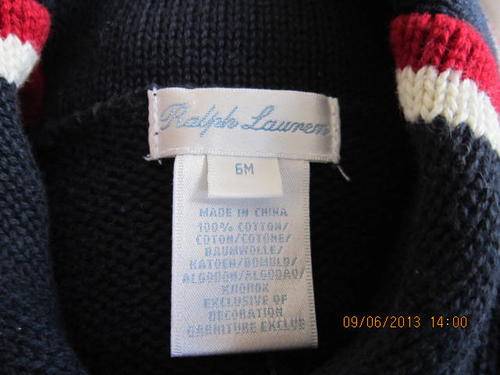 Ralph Lauren
6M
MADE IN CHINA
100% COTTON/
COTON/COTONE/
BAUMWOLLE/
KATOEN/BOMULD/
ALGODON/ALGODAO/
XΠOΠOK
EXCLUSIVE OF
DECORATION
GARNITURE EXCLUE
09/06/2013 14:00